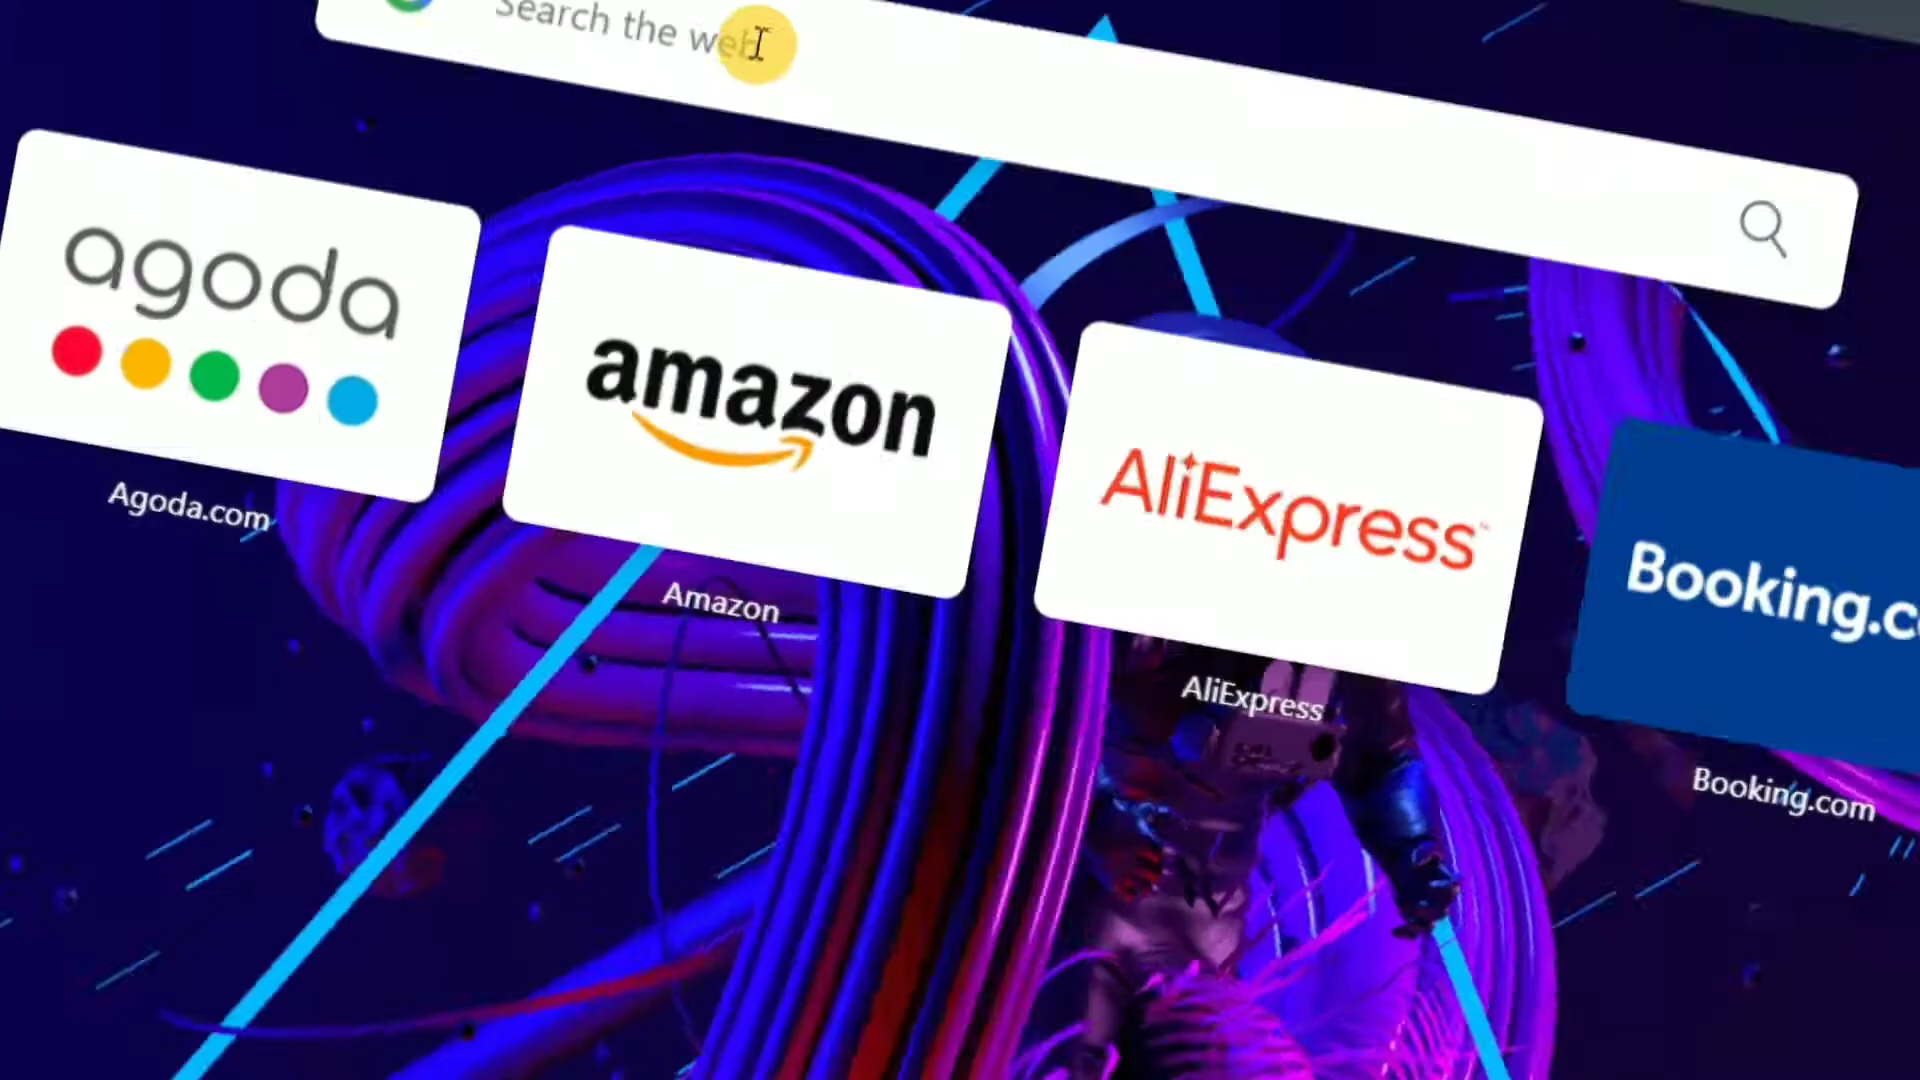 Search the web
agoda
Agoda.com
amazon
Amazon
AliExpress
AliExpress
Booking.c
Booking.com